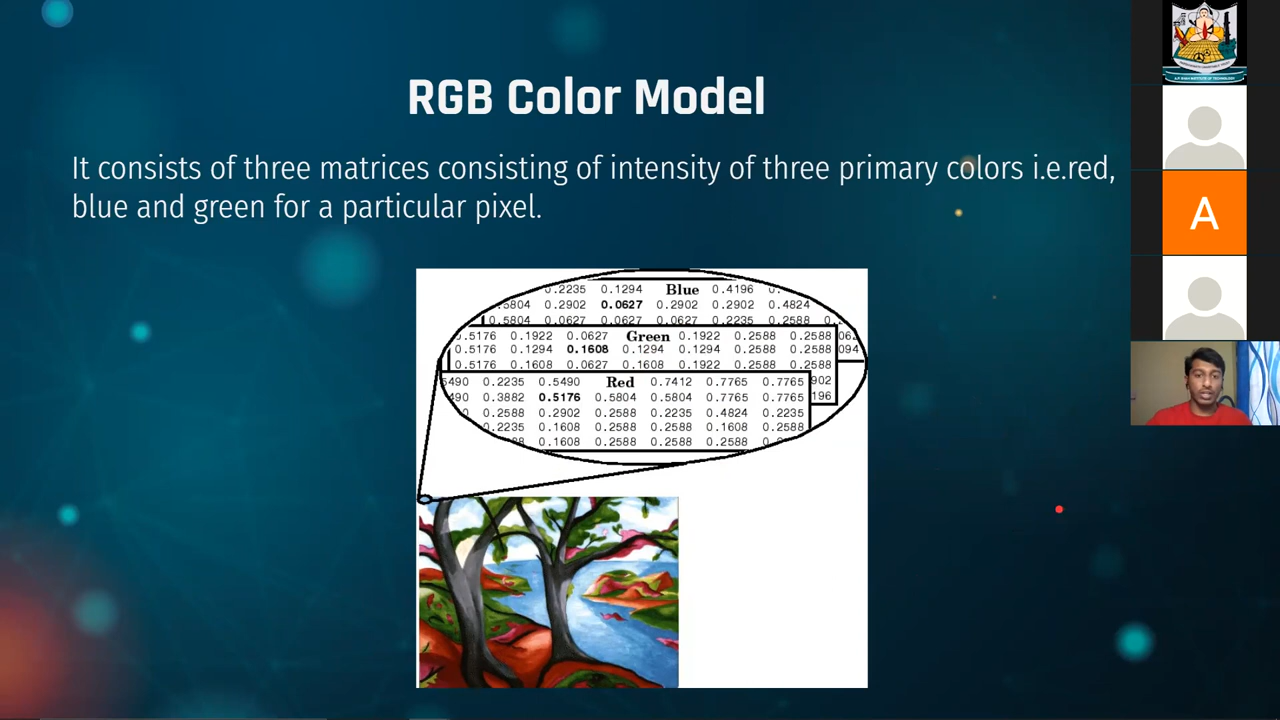 RGB Color Model
It consists of three matrices consisting of intensity of three primary colors i.e.red,
blue and green for a particular pixel.
0.2235 0.1294 Blue 0.4196
.5804 0.2902 0.0627 0.2902 0.2902 0.4824
0.5804 0.0627 0.0627 0.0627 0.2235 0.2588
0.5176 0.1922 0.0627 Green 0.1922 0.2588 0.2588
0.5176 0.1294 0.1608 0.1294 0.1294 0.2588 0.2588 094
0.5176 0.1608 0.0627 0.1608 0.1922 0.2588 0.2588
5490 0.2235 0.5490 Red 0.7412 0.7765 0.7765 902
490 0.3882 0.5176 0.5804 0.5804 0.7765 0.7765 196
0.2588 0.2902 0.2588 0.2235 0.4824 0.2235
0.2235 0.1608 0.2588 0.2588 0.1608 0.2588
88 0.1608 0.2588 0.2588 0.2588
A